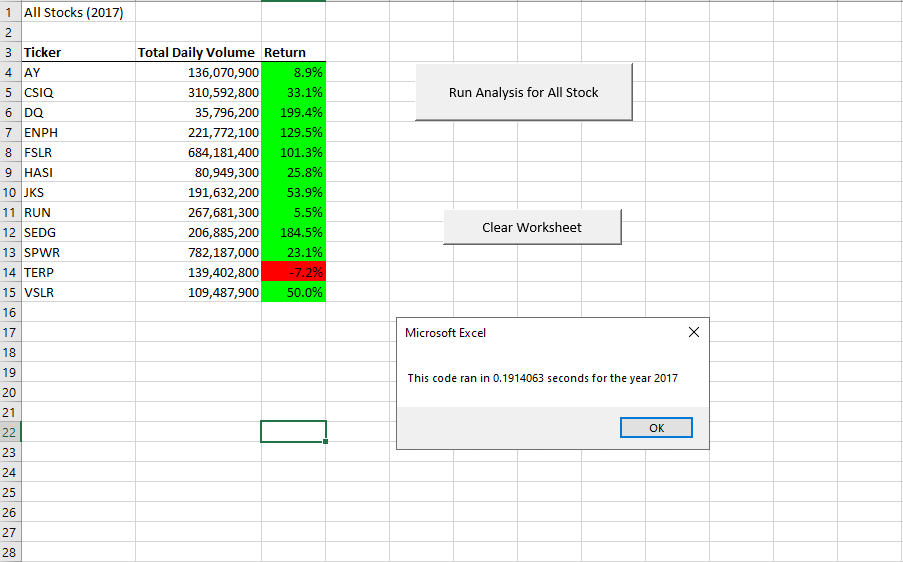 1 All Stocks (2017)
2
3 Ticker Total Daily Volume Return
4 AY 136,070,900 8.9%
Run Analysis for All Stock
5 CSIQ 310,592,800 33.1%
6 DQ 35,796,200 199.4%
7 ENPH 221,772,100 129.5%
8 FSLR 684,181,400 101.3%
9 HASI 80,949,300 25.8%
10 JKS 191,632,200 53.9%
11 RUN 267,681,300 5.5%
12 SEDG 206,885,200 184.5%
Clear Worksheet
13 SPWR 782,187,000 23.1%
14 TERP 139,402,800 -7.2%
15 VSLR 109,487,900 50.0%
16
17
Microsoft Excel
18
19
This code ran in 0.1914063 seconds for the year 2017
20
21
22
OK
23
24
25
26
27
28